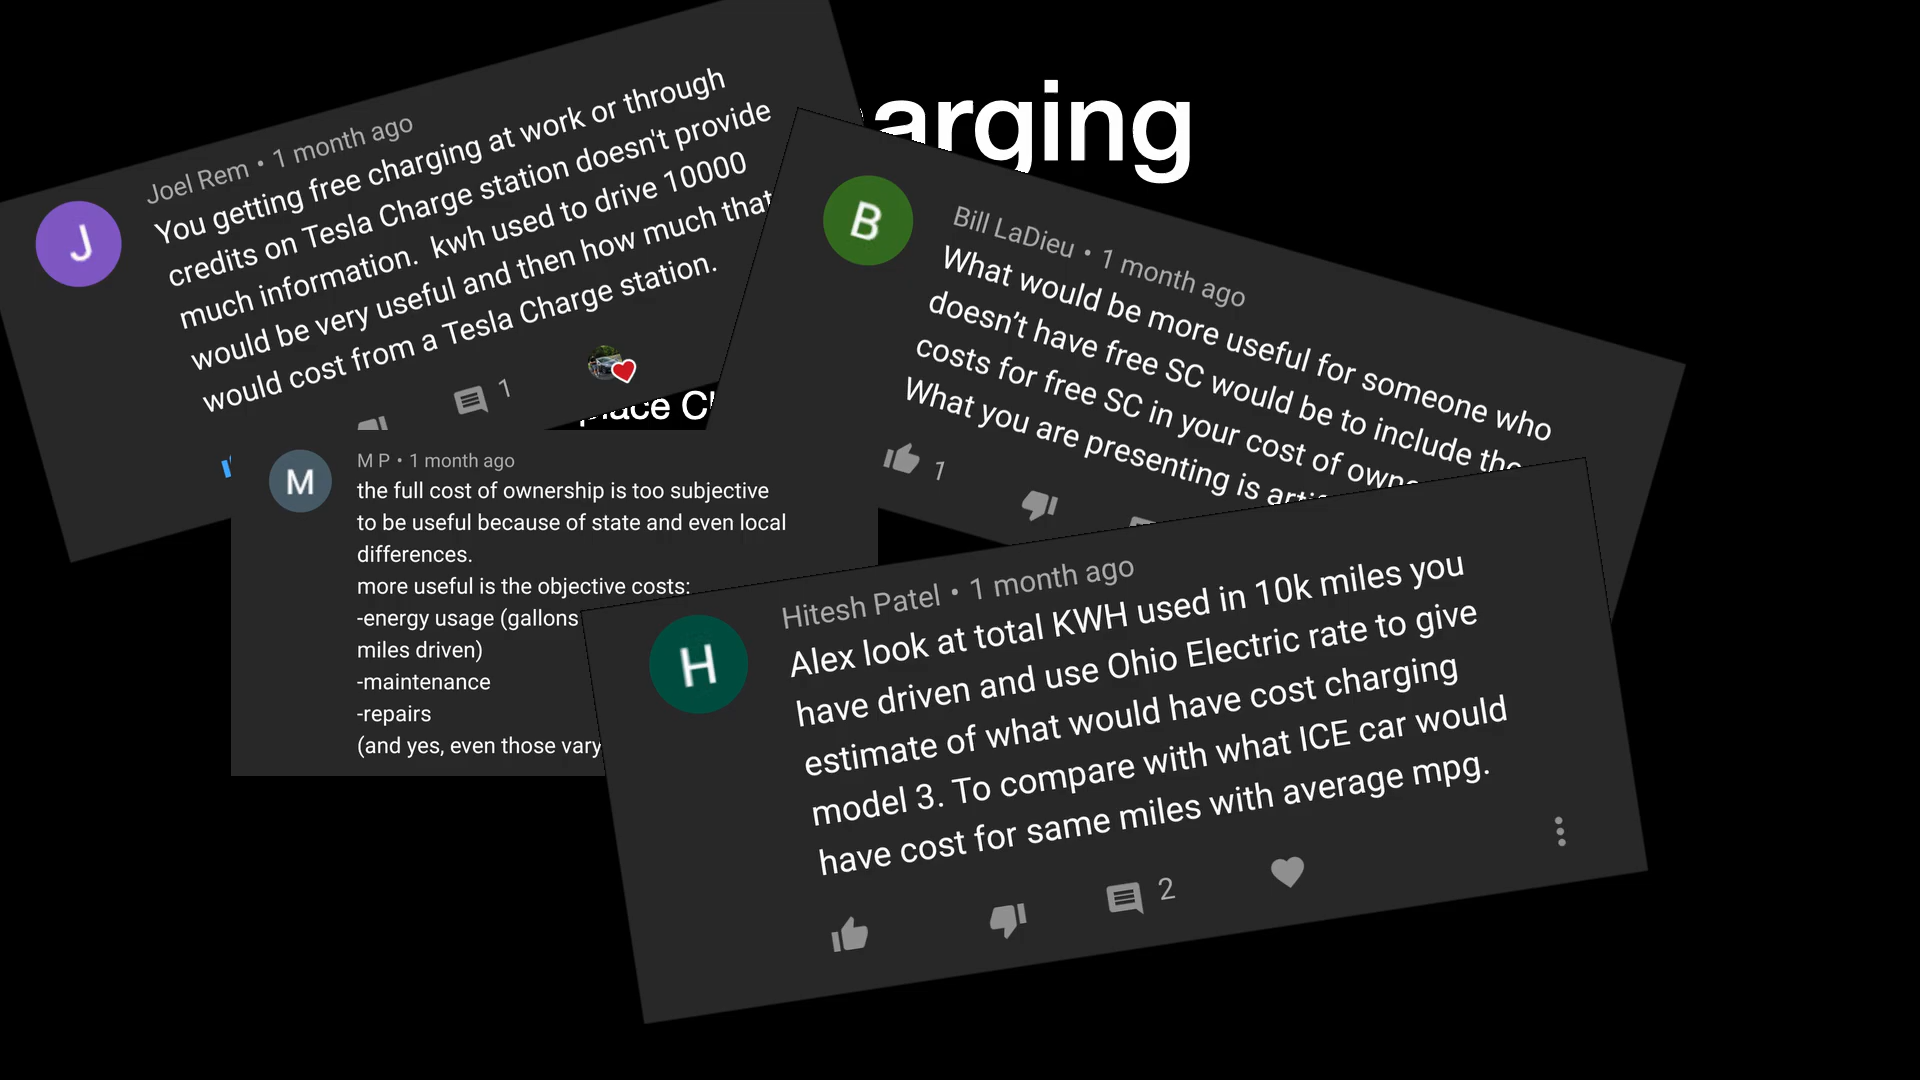 arging
Joel Rem • 1 month ago
You getting free charging at work or through
credits on Tesla Charge station doesn't provide
much information.  kwh used to drive 10000
would be very useful and then how much that
would cost from a Tesla Charge station.
1
place
B
Bill LaDieu • 1 month ago
What would be more useful for someone who
doesn't have free SC would be to include the
costs for free SC in your cost of
What you are presenting is
1
J
M
M P • 1 month ago
the full cost of ownership is too subjective
to be useful because of state and even local
differences.
more useful is the objective costs:
-energy usage (gallons
miles driven)
-maintenance
-repairs
(and yes, even those vary
H
Hitesh Patel • 1 month ago
Alex look at total KWH used in 10k miles you
have driven and use Ohio Electric rate to give
estimate of what would have cost charging
model 3. To compare with what ICE car would
have cost for same miles with average mpg.
2